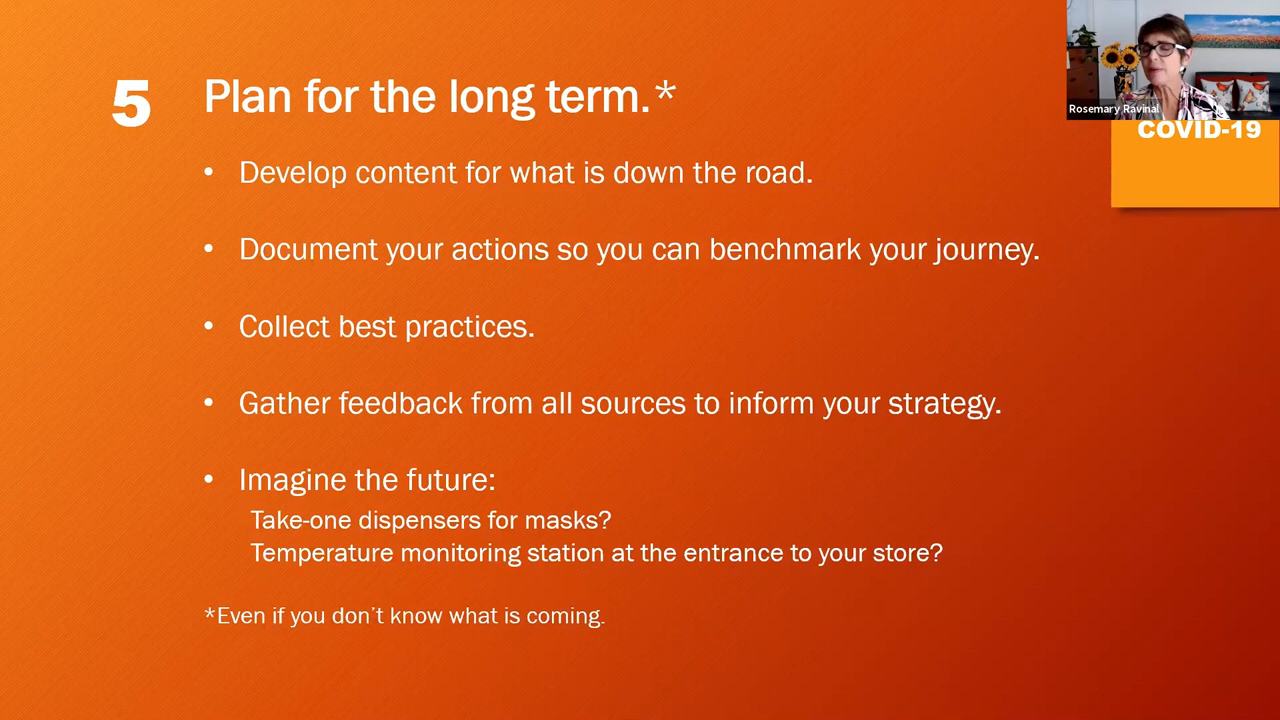 5 Plan for the long term.*
• Develop content for what is down the road.
• Document your actions so you can benchmark your journey.
• Collect best practices.
• Gather feedback from all sources to inform your strategy.
• Imagine the future:
Take-one dispensers for masks?
Temperature monitoring station at the entrance to your store?
*Even if you don't know what is coming.
Rosemary Ravinal
COVID-19